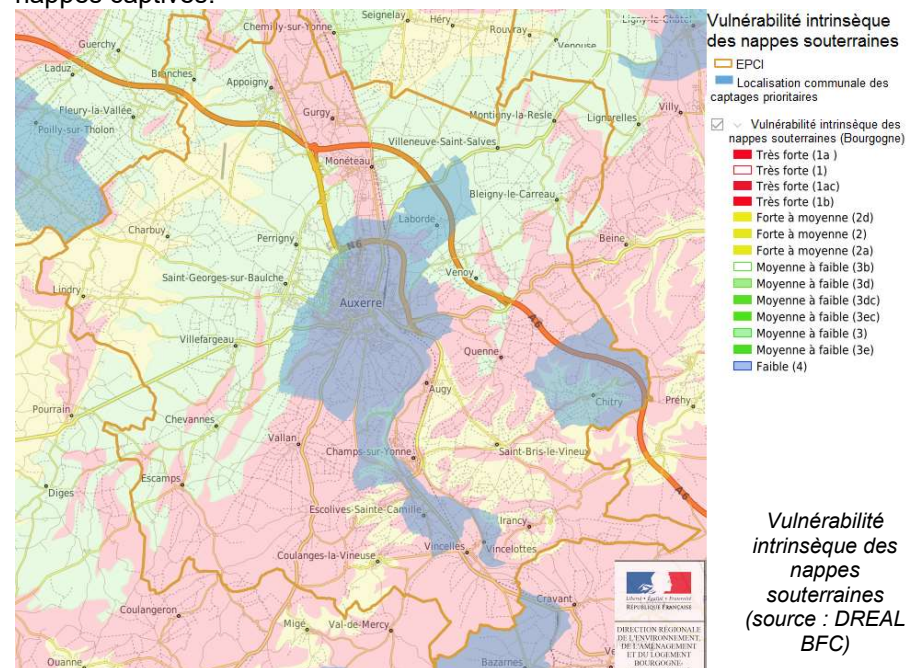 nappes captives.
Vulnérabilité intrinsèque
des nappes souterraines
EPCI
Localisation communale des
captages prioritaires
Vulnérabilité intrinsèque des
nappes souterraines (Bourgogne)
Très forte (1a )
Très forte (1)
Très forte (1ac)
Très forte (1b)
Forte à moyenne (2d)
Forte à moyenne (2)
Forte à moyenne (2a)
Moyenne à faible (3b)
Moyenne à faible (3d)
Moyenne à faible (3dc)
Moyenne à faible (3ec)
Moyenne à faible (3)
Moyenne à faible (3e)
Faible (4)
Seignelay
Héry
Rouvray
Ligny-le-Châtel
Chemilly-sur-Yonne
Guerchy
Venouse
Laduz
Branches
Appoigny
Fleury-la-Vallée
Gurgy
Montigny-la-Resle
Lignorelles
Villy
Poilly-sur-Tholon
Villeneuve-Saint-Salves
Monéteau
Bleigny-le-Carreau
Laborde
Charbuy
Perrigny
N6
Beine
Saint-Georges-sur-Baulche
Venoy
Lindry
Auxerre
A6
Villefargeau
Quenne
Augy
Chitry
Préhy
Pourrain
Chevannes
Vallan
Champs-sur-Yonne
Saint-Bris-le-Vineux
Escamps
A6
Diges
Escolives-Sainte-Camille
Irancy
Vincelles
Vincelottes
Coulanges-la-Vineuse
Cravant
Coulangeron
Migé
Val-de-Mercy
Ouanne
Bazarnes
Liberté • Égalité • Fraternité
RÉPUBLIQUE FRANÇAISE
DIRECTION RÉGIONALE
DE L'ENVIRONNEMENT,
DE L'AMÉNAGEMENT
ET DU LOGEMENT
BOURGOGNE-
Vulnérabilité
intrinsèque des
nappes
souterraines
(source : DREAL
BFC)